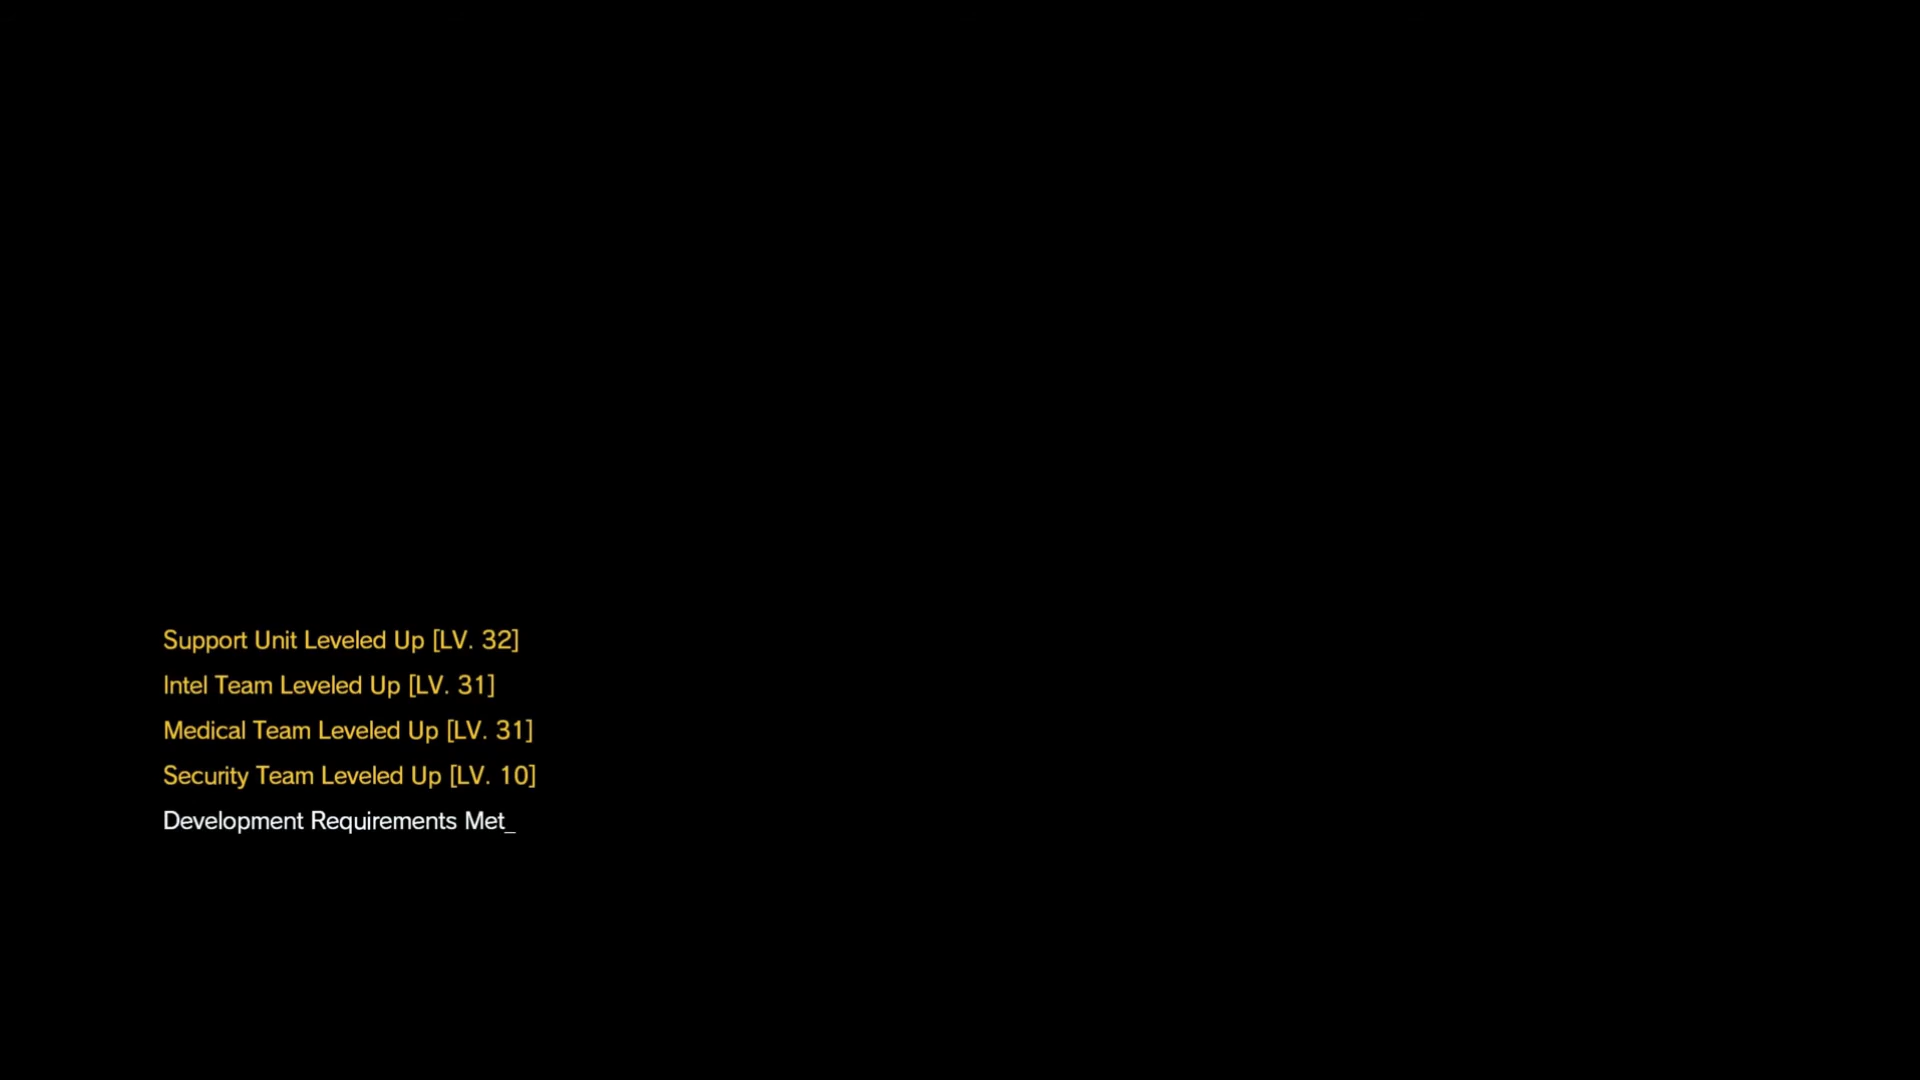 Support Unit Leveled Up [LV. 32]
Intel Team Leveled Up [LV. 31]
Medical Team Leveled Up [LV. 31]
Security Team Leveled Up [LV. 10]
Development Requirements Met_